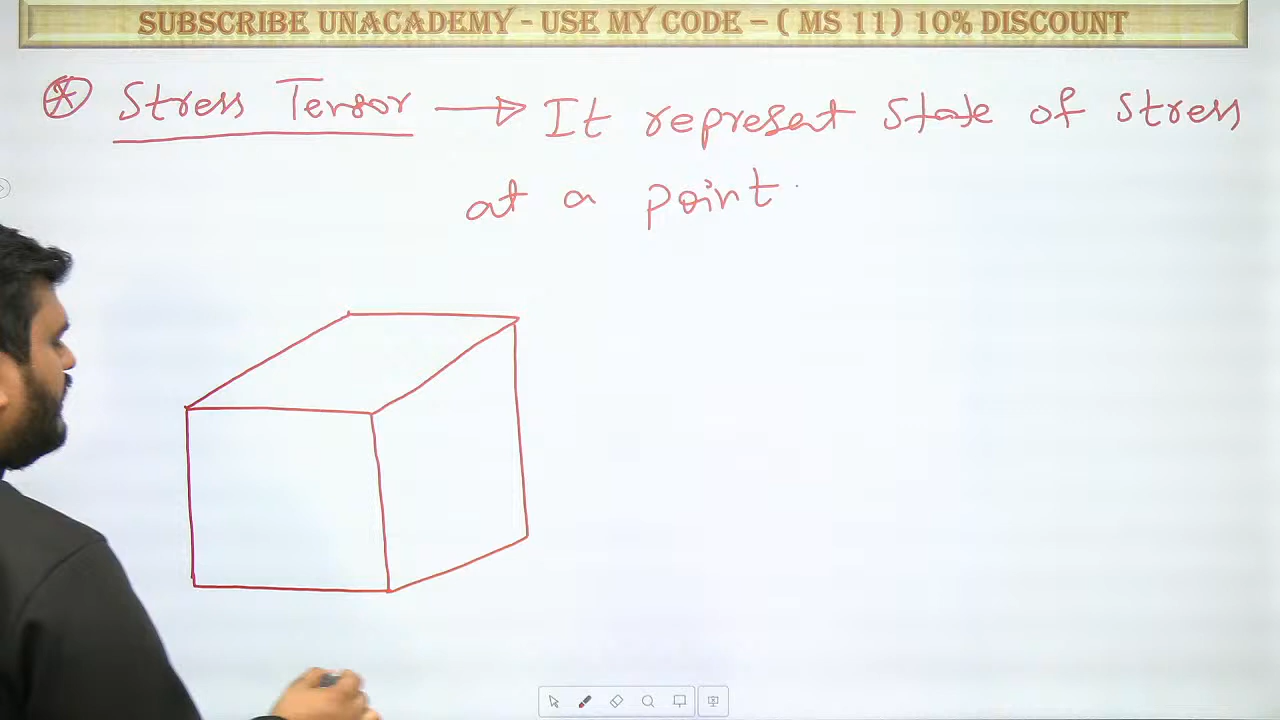 SUBSCRIBE UNACADEMY - USE MY CODE – ( MS 11) 10% DISCOUNT
Stress Tensor → It represent State of Stress
at a point.